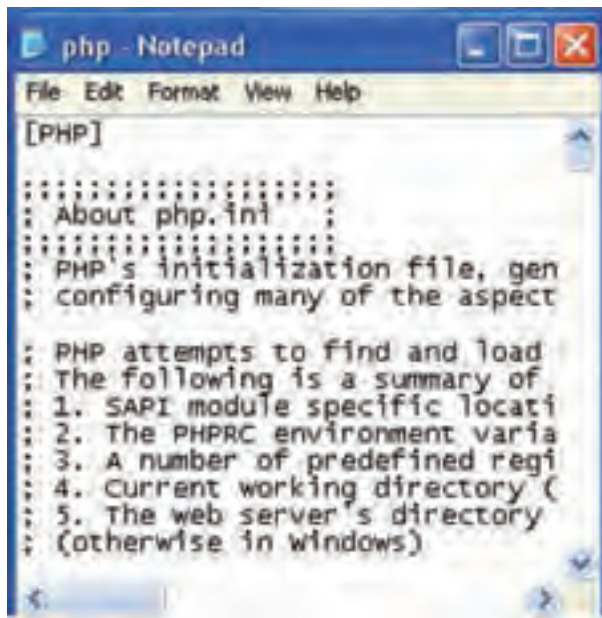 php - Notepad
File Edit Format View Help
[PHP]
;;;;;;;;;;;;;;;;;;;
; About php.ini   ;
;;;;;;;;;;;;;;;;;;;
; PHP's initialization file, gen
; configuring many of the aspect
; PHP attempts to find and load
; The following is a summary of
; 1. SAPI module specific locati
; 2. The PHPRC environment varia
; 3. A number of predefined regi
; 4. Current working directory (
; 5. The web server's directory
; (otherwise in Windows)